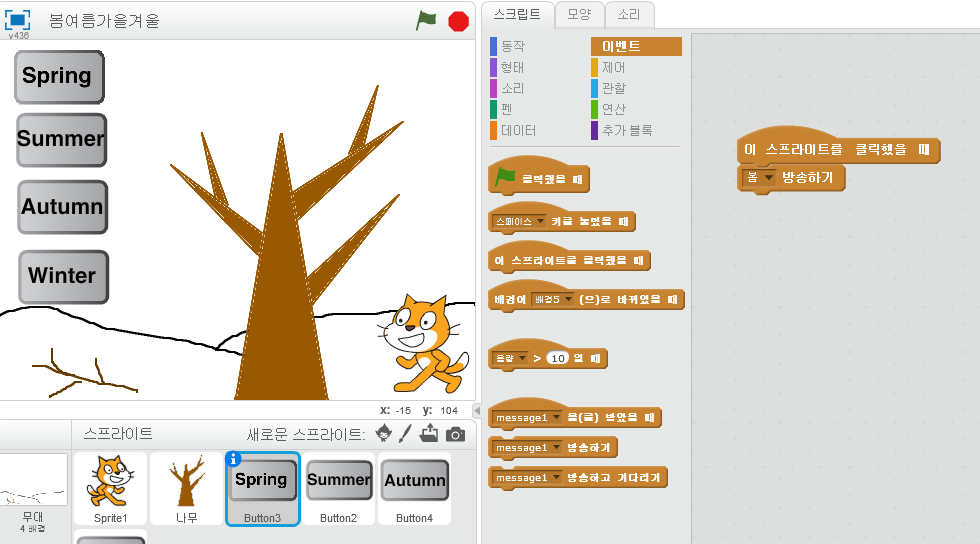 봄여름가을겨울
v436
Spring
Summer
Autumn
Winter
x: -15 y: 104
스프라이트
새로운 스프라이트:
무대
4 배경
Sprite1
나무
Spring
Button3
Summer
Button2
Autumn
Button4
스크립트
모양
소리
동작
이벤트
형태
제어
소리
관찰
펜
연산
데이터
추가 블록
클릭했을 때
스페이스 키를 눌렀을 때
이 스프라이트를 클릭했을 때
배경이 배경5 (으)로 바뀌었을 때
음량 > 10 일 때
message1 을(를) 받았을 때
message1 방송하기
message1 방송하고 기다리기
이 스프라이트를 클릭했을 때
봄 방송하기